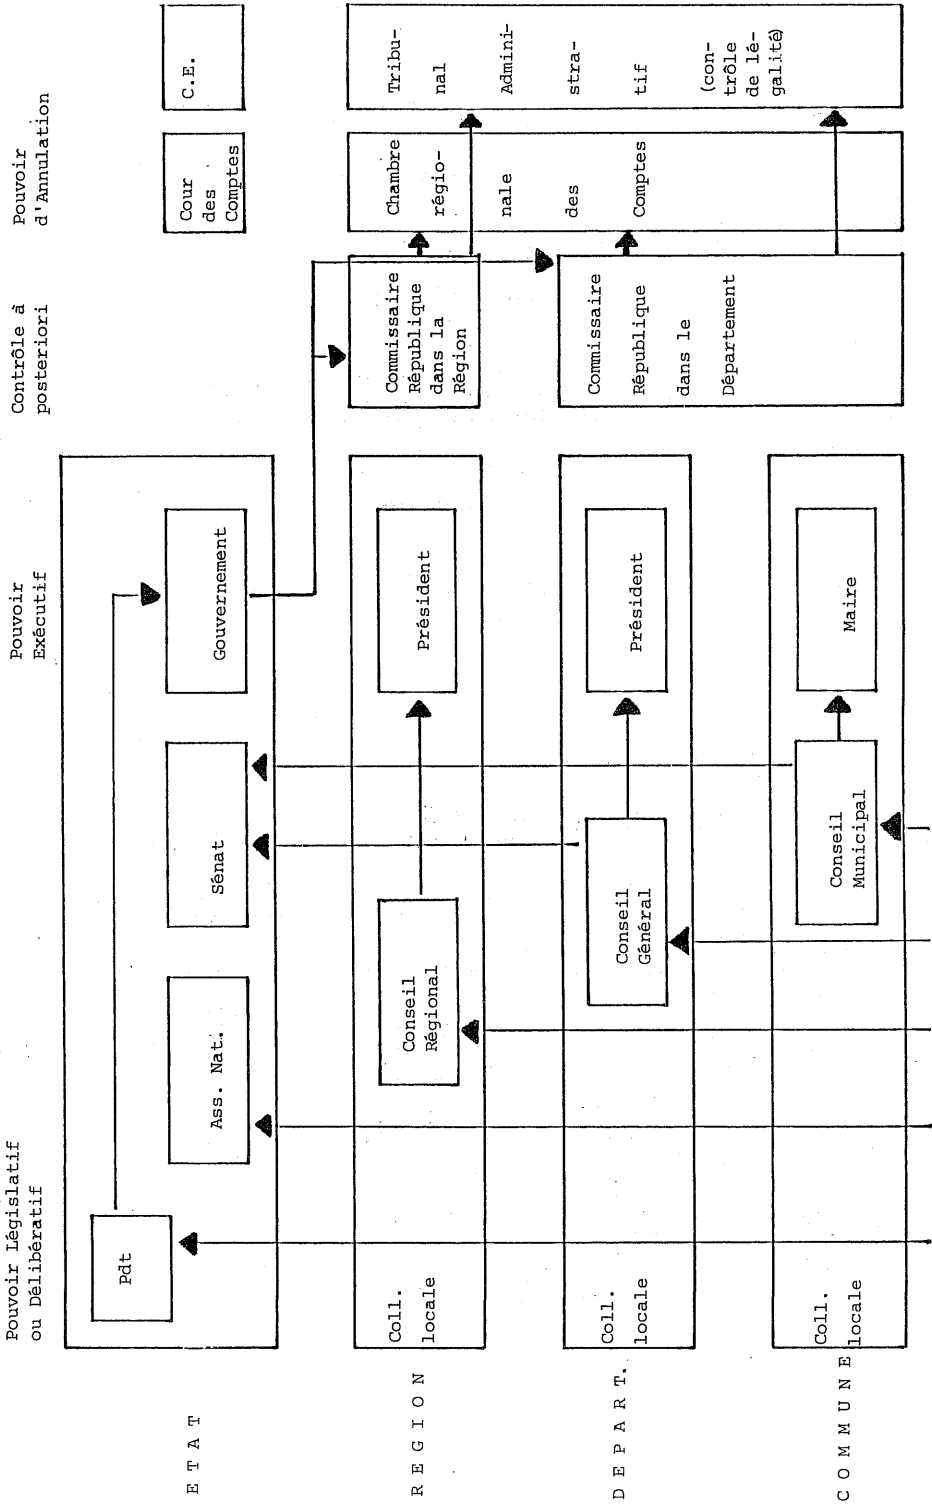 Pouvoir Législatif
ou Délibératif
Pouvoir
Exécutif
Contrôle à
posteriori
Pouvoir
d'Annulation
E T A T
Pdt
Ass. Nat.
Sénat
Gouvernement
Cour
des
Comptes
C.E.
R E G I O N
Coll.
locale
Conseil
Régional
Président
Commissaire
République
dans la
Région
D E P A R T.
Coll.
locale
Conseil
Général
Président
Commissaire
République
dans le
Département
C O M M U N E
Coll.
locale
Conseil
Municipal
Maire
Chambre
régio-
nale
des
Comptes
Tribu-
nal
Admini-
stra-
tif
(con-
trôle
de lé-
galité)